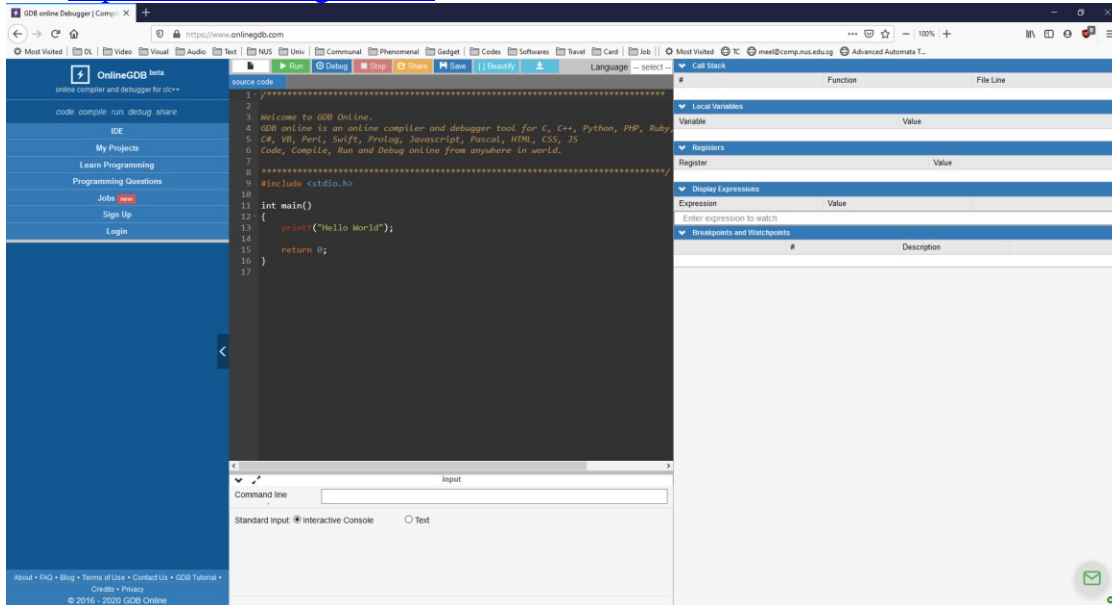 GDB online Debugger | Compil
https://www.onlinegdb.com
100%
Most Visited DL Video Visual Audio Text NUS Univ Communal Phenomenal Gadget Codes Softwares Travel Card Job Most Visited TC meel@comp.nus.edu.sg Advanced Automata T...
OnlineGDB beta
online compiler and debugger for c/c++
code. compile. run. debug. share.
IDE
My Projects
Learn Programming
Programming Questions
Jobs new
Sign Up
Login
About • FAQ • Blog • Terms of Use • Contact Us • GDB Tutorial •
Credits • Privacy
© 2016 - 2020 GDB Online
Run Debug Stop Share Save { } Beautify Language -- select --
source code
1 /******************************************************************************
2
3 Welcome to GDB Online.
4 GDB online is an online compiler and debugger tool for C, C++, Python, PHP, Ruby,
5 C#, VB, Perl, Swift, Prolog, Javascript, Pascal, HTML, CSS, JS
6 Code, Compile, Run and Debug online from anywhere in world.
7
8 *******************************************************************************/
9 #include <stdio.h>
10
11 int main()
12 {
13     printf("Hello World");
14
15     return 0;
16 }
17
input
Command line
Standard Input: Interactive Console Text
Call Stack
# Function File:Line
Local Variables
Variable Value
Registers
Register Value
Display Expressions
Expression Value
Enter expression to watch
Breakpoints and Watchpoints
# Description